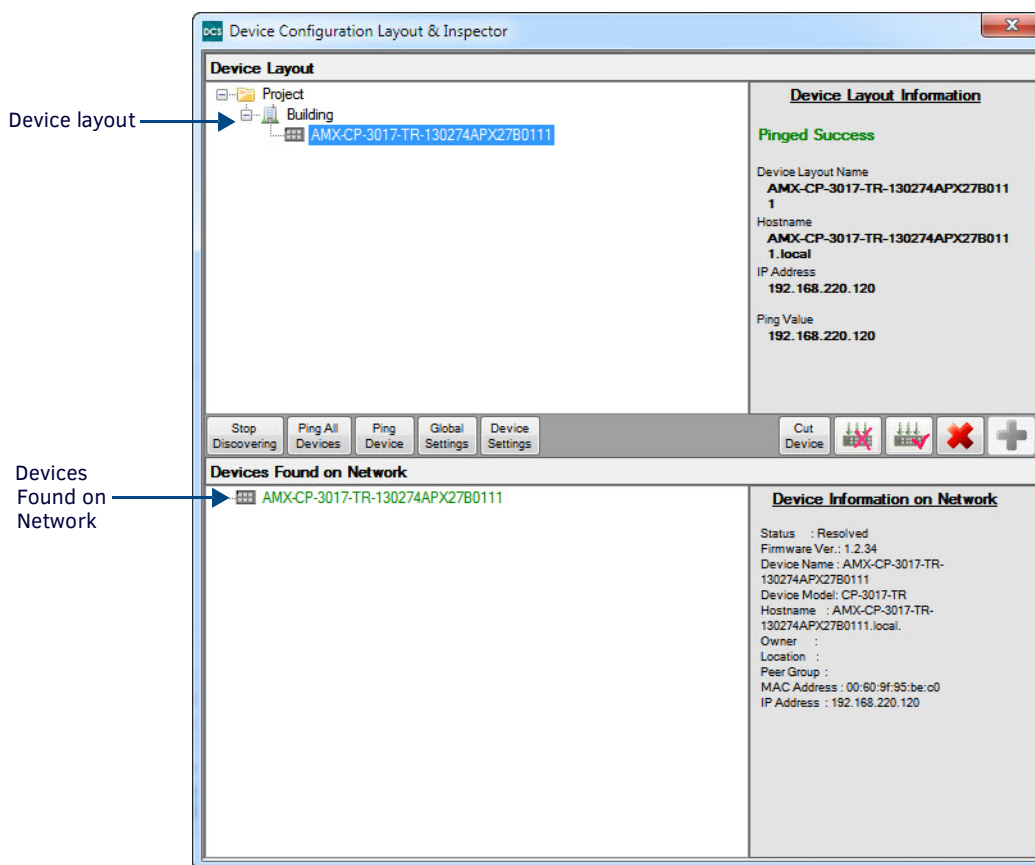 DCS Device Configuration Layout & Inspector
X
Device Layout
Project
Building
AMX-CP-3017-TR-130274APX27B0111
Device layout
Device Layout Information
Pinged Success
Device Layout Name
AMX-CP-3017-TR-130274APX27B011
1
Hostname
AMX-CP-3017-TR-130274APX27B011
1.local
IP Address
192.168.220.120
Ping Value
192.168.220.120
Stop
Discovering
Ping All
Devices
Ping
Device
Global
Settings
Device
Settings
Cut
Device
Devices Found on Network
Devices
Found on
Network
AMX-CP-3017-TR-130274APX27B0111
Device Information on Network
Status : Resolved
Firmware Ver.: 1.2.34
Device Name : AMX-CP-3017-TR-
130274APX27B0111
Device Model: CP-3017-TR
Hostname : AMX-CP-3017-TR-
130274APX27B0111.local.
Owner :
Location :
Peer Group :
MAC Address : 00:60:9f:95:be:c0
IP Address : 192.168.220.120